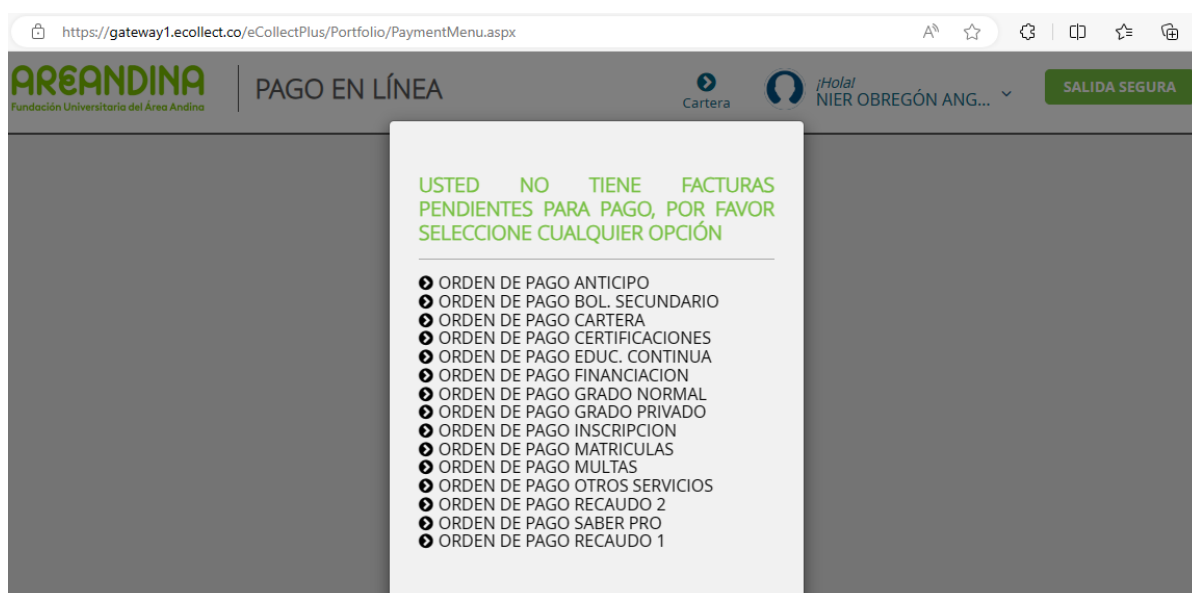 https://gateway1.ecollect.co/eCollectPlus/Portfolio/PaymentMenu.aspx
AREANDINA
Fundación Universitaria del Área Andina
PAGO EN LÍNEA
Cartera
¡Hola!
NIER OBREGÓN ANG...
SALIDA SEGURA
USTED NO TIENE FACTURAS
PENDIENTES PARA PAGO, POR FAVOR
SELECCIONE CUALQUIER OPCIÓN
ORDEN DE PAGO ANTICIPO
ORDEN DE PAGO BOL. SECUNDARIO
ORDEN DE PAGO CARTERA
ORDEN DE PAGO CERTIFICACIONES
ORDEN DE PAGO EDUC. CONTINUA
ORDEN DE PAGO FINANCIACION
ORDEN DE PAGO GRADO NORMAL
ORDEN DE PAGO GRADO PRIVADO
ORDEN DE PAGO INSCRIPCION
ORDEN DE PAGO MATRICULAS
ORDEN DE PAGO MULTAS
ORDEN DE PAGO OTROS SERVICIOS
ORDEN DE PAGO RECAUDO 2
ORDEN DE PAGO SABER PRO
ORDEN DE PAGO RECAUDO 1